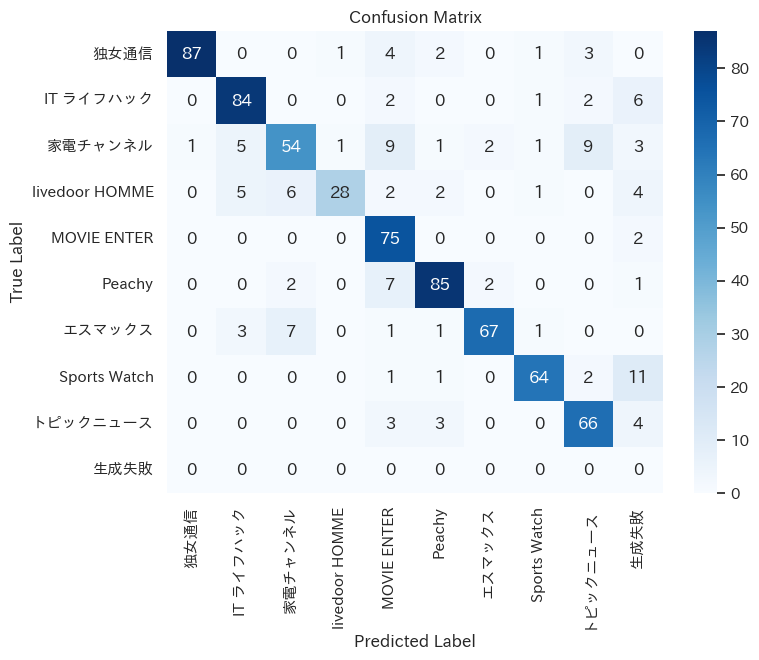 Confusion Matrix
True Label
独女通信 87 0 0 1 4 2 0 1 3 0
IT ライフハック 0 84 0 0 2 0 0 1 2 6
家電チャンネル 1 5 54 1 9 1 2 1 9 3
livedoor HOMME 0 5 6 28 2 2 0 1 0 4
MOVIE ENTER 0 0 0 0 75 0 0 0 0 2
Peachy 0 0 2 0 7 85 2 0 0 1
エスマックス 0 3 7 0 1 1 67 1 0 0
Sports Watch 0 0 0 0 1 1 0 64 2 11
トピックニュース 0 0 0 0 3 3 0 0 66 4
生成失敗 0 0 0 0 0 0 0 0 0 0
独女通信
IT ライフハック
家電チャンネル
livedoor HOMME
MOVIE ENTER
Peachy
エスマックス
Sports Watch
トピックニュース
生成失敗
Predicted Label
80
70
60
50
40
30
20
10
0